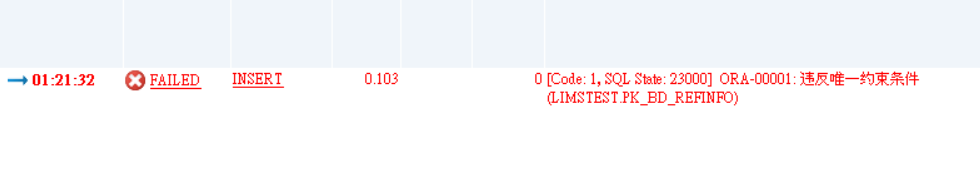 01:21:32 FAILED INSERT 0.103 0 [Code: 1, SQL State: 23000] ORA-00001: 违反唯一约束条件
(LIMSTEST.PK_BD_REFINFO)